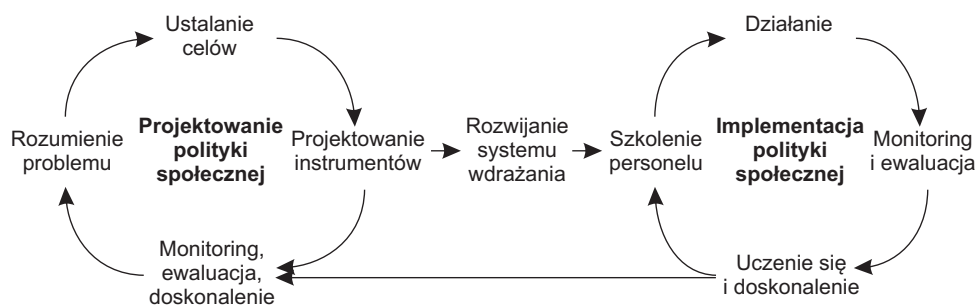 Ustalanie
celów
Rozumienie
problemu
Projektowanie
polityki
społecznej
Projektowanie
instrumentów
Monitoring,
ewaluacja,
doskonalenie
Rozwijanie
systemu
wdrażania
Szkolenie
personelu
Działanie
Implementacja
polityki
społecznej
Monitoring
i ewaluacja
Uczenie się
i doskonalenie